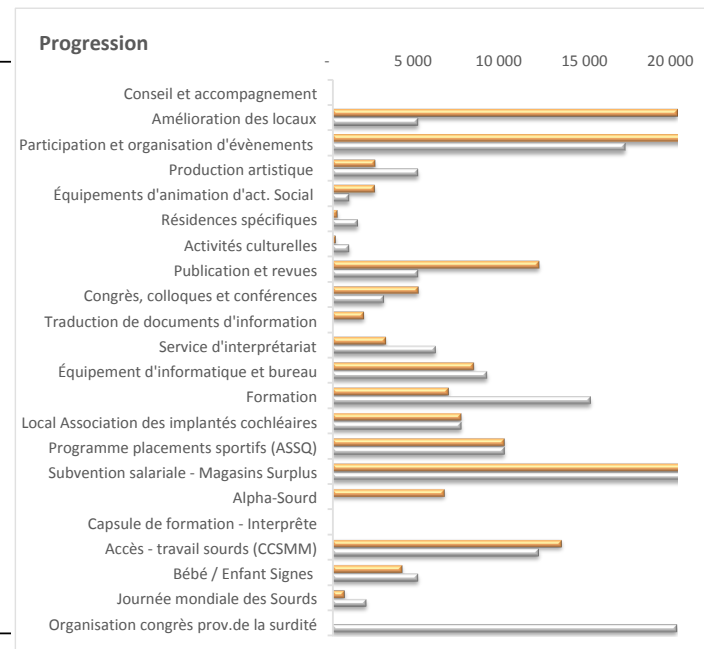 Progression
- 5 000 10 000 15 000 20 000
Conseil et accompagnement
Amélioration des locaux
Participation et organisation d'évènements
Production artistique
Équipements d'animation d'act. Social
Résidences spécifiques
Activités culturelles
Publication et revues
Congrès, colloques et conférences
Traduction de documents d'information
Service d'interprétariat
Équipement d'informatique et bureau
Formation
Local Association des implantés cochléaires
Programme placements sportifs (ASSQ)
Subvention salariale - Magasins Surplus
Alpha-Sourd
Capsule de formation - Interprête
Accès - travail sourds (CCSMM)
Bébé / Enfant Signes
Journée mondiale des Sourds
Organisation congrès prov.de la surdité